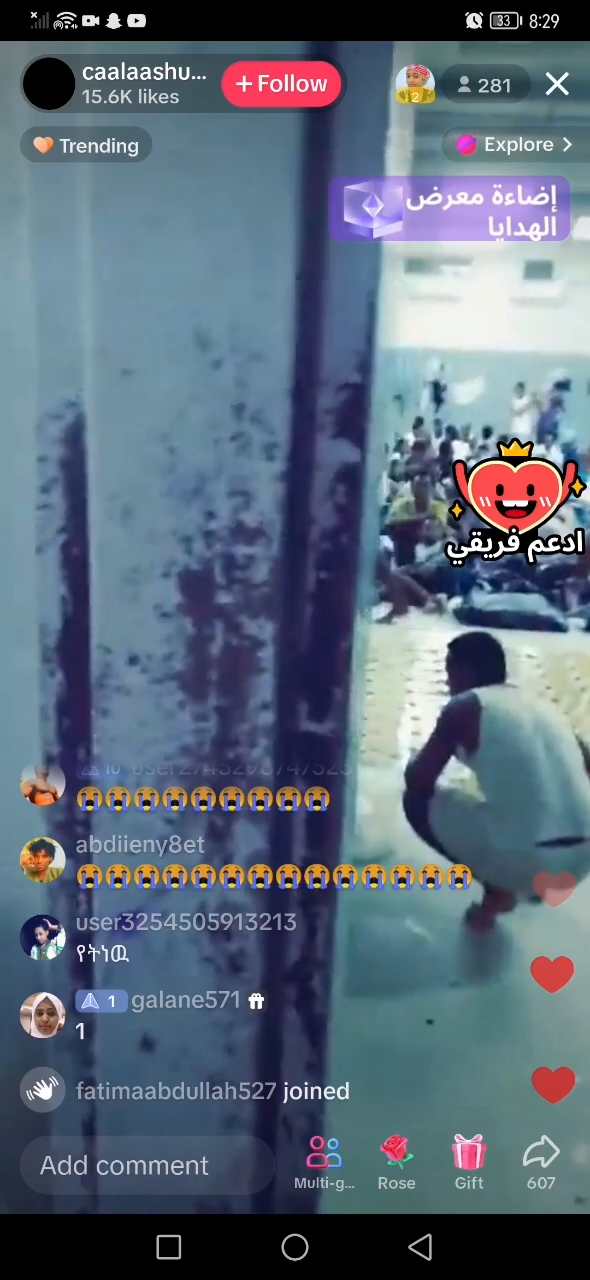 33
8:29
caalaashu...
15.6K likes
+ Follow
2
281
Trending
Explore >
إضاءة معرض
الهدايا
ادعم فريقي
😭😭😭😭😭😭😭😭😭
abdiieny8et
😭😭😭😭😭😭😭😭😭😭😭😭😭😭
user3254505913213
የትነዉ
1 galane571
1
fatimaabdullah527 joined
Add comment
Multi-g...
Rose
Gift
607